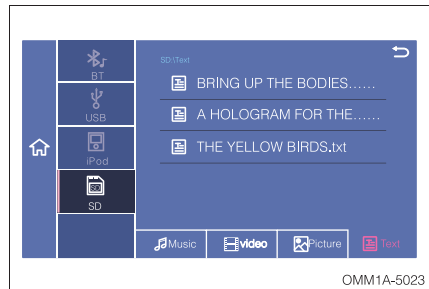 BT
USB
iPod
SD
SD:\Text
BRING UP THE BODIES......
A HOLOGRAM FOR THE......
THE YELLOW BIRDS.txt
Music
video
Picture
Text
OMM1A-5023